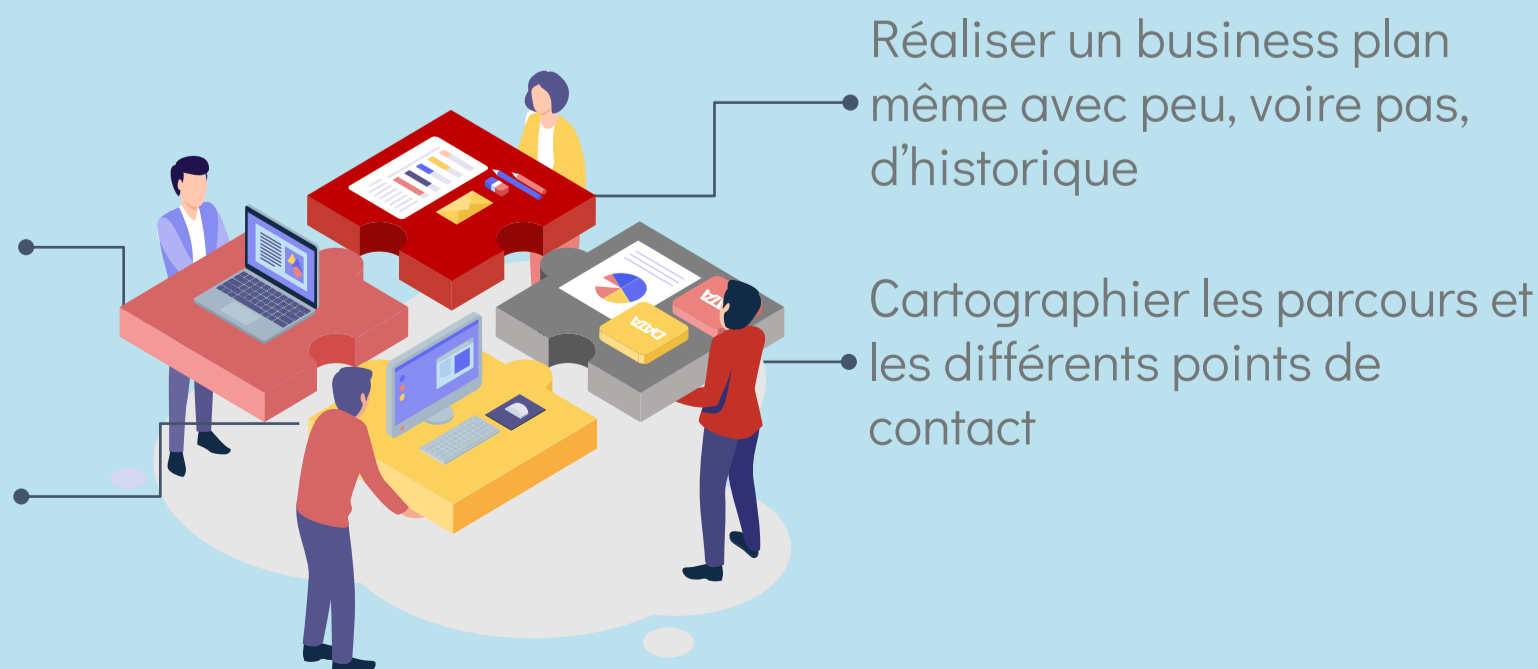 Réaliser un business plan
même avec peu, voire pas,
d’historique
Cartographier les parcours et
les différents points de
contact
DATA
DATA